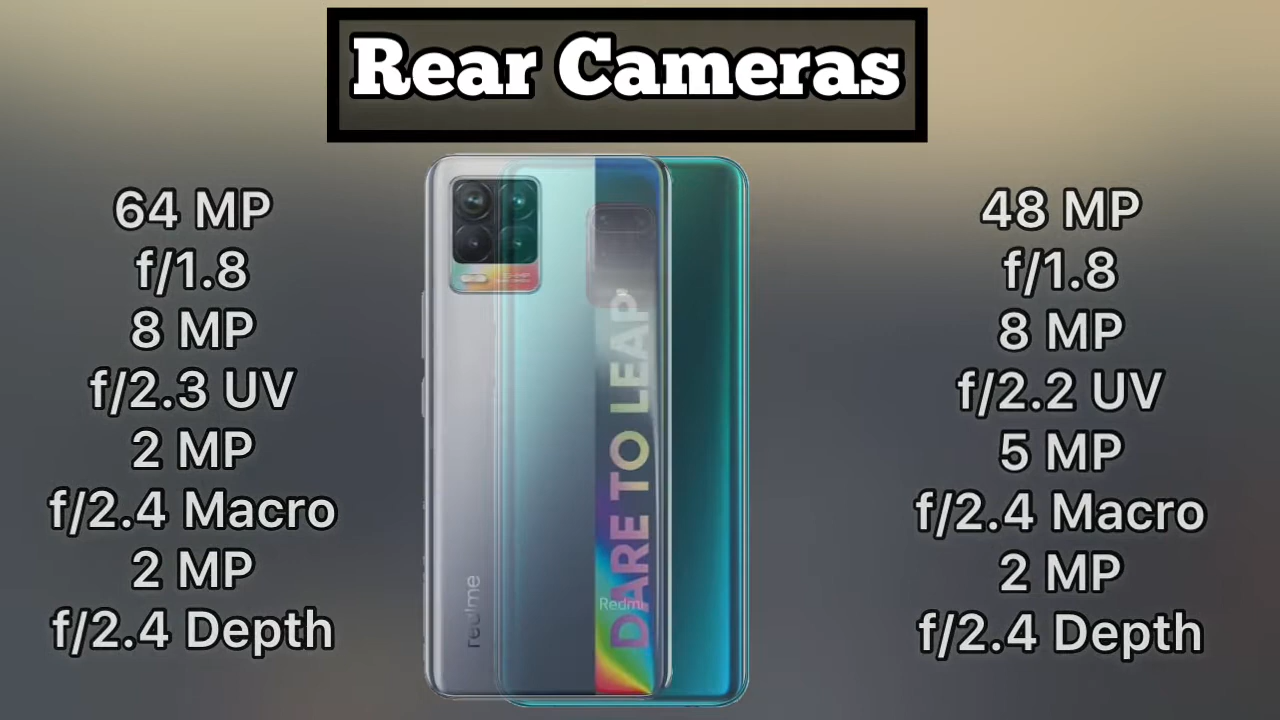 Rear Cameras
64 MP
f/1.8
8 MP
f/2.3 UV
2 MP
f/2.4 Macro
2 MP
f/2.4 Depth
48 MP
f/1.8
8 MP
f/2.2 UV
5 MP
f/2.4 Macro
2 MP
f/2.4 Depth
realme
DARE TO LEAP
Redmi